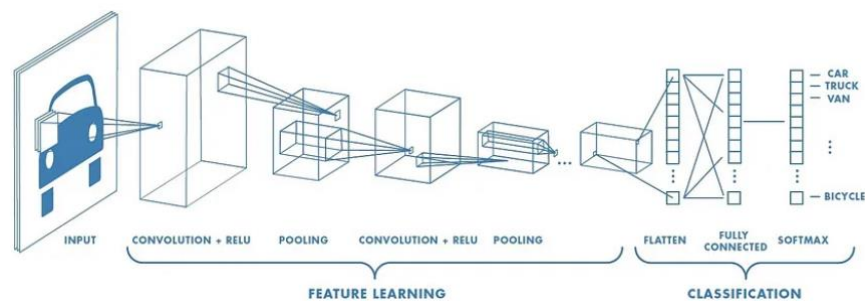 CAR
TRUCK
VAN
BICYCLE
INPUT
CONVOLUTION + RELU
POOLING
CONVOLUTION + RELU
POOLING
FLATTEN
FULLY
CONNECTED
SOFTMAX
FEATURE LEARNING
CLASSIFICATION